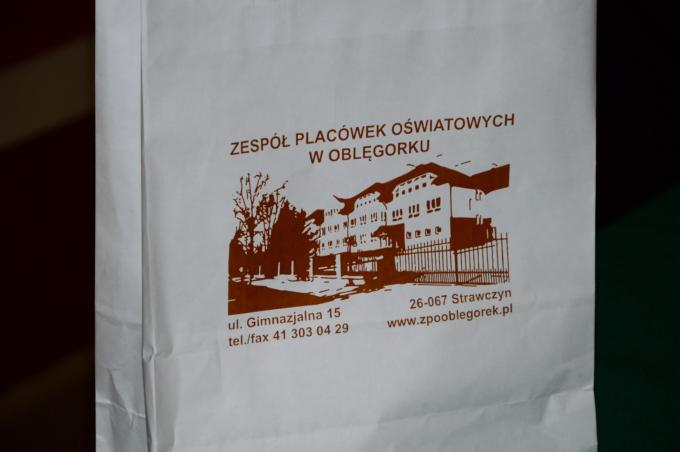 ZESPÓŁ PLACÓWEK OŚWIATOWYCH
W OBLĘGORKU
ul. Gimnazjalna 15
tel./fax 41 303 04 29
26-067 Strawczyn
www.zpooblegorek.pl